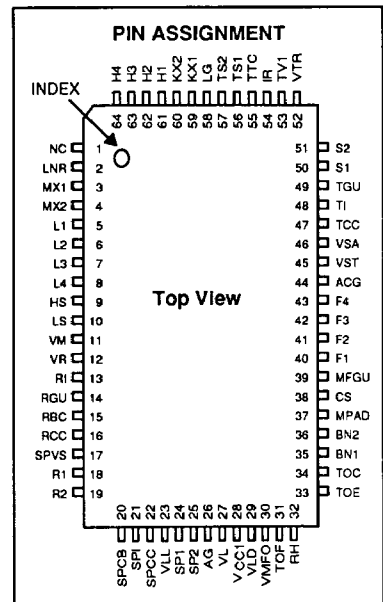 PIN ASSIGNMENT
INDEX
H4 H3 H2 H1 KX2 KX1 LG TS2 TS1 TTC IR TV1 VTR
64 63 62 61 60 59 58 57 56 55 54 53 52
NC 1
LNR 2
MX1 3
MX2 4
L1 5
L2 6
L3 7
L4 8
HS 9
LS 10
VM 11
VR 12
RI 13
RGU 14
RBC 15
RCC 16
SPVS 17
R1 18
R2 19
Top View
51 S2
50 S1
49 TGU
48 TI
47 TCC
46 VSA
45 VST
44 ACG
43 F4
42 F3
41 F2
40 F1
39 MFGU
38 CS
37 MPAD
36 BN2
35 BN1
34 TOC
33 TOE
20 21 22 23 24 25 26 27 28 29 30 31 32
SPCB SPI SPCC VLL SP1 SP2 AG VL VCC1 VLD VMFO TOF RH